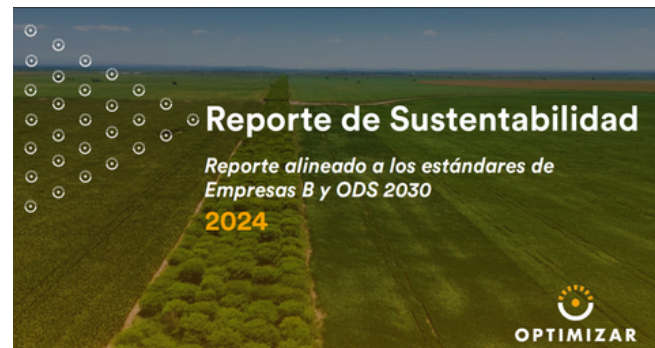 Reporte de Sustentabilidad
Reporte alineado a los estándares de
Empresas B y ODS 2030
2024
OPTIMIZAR